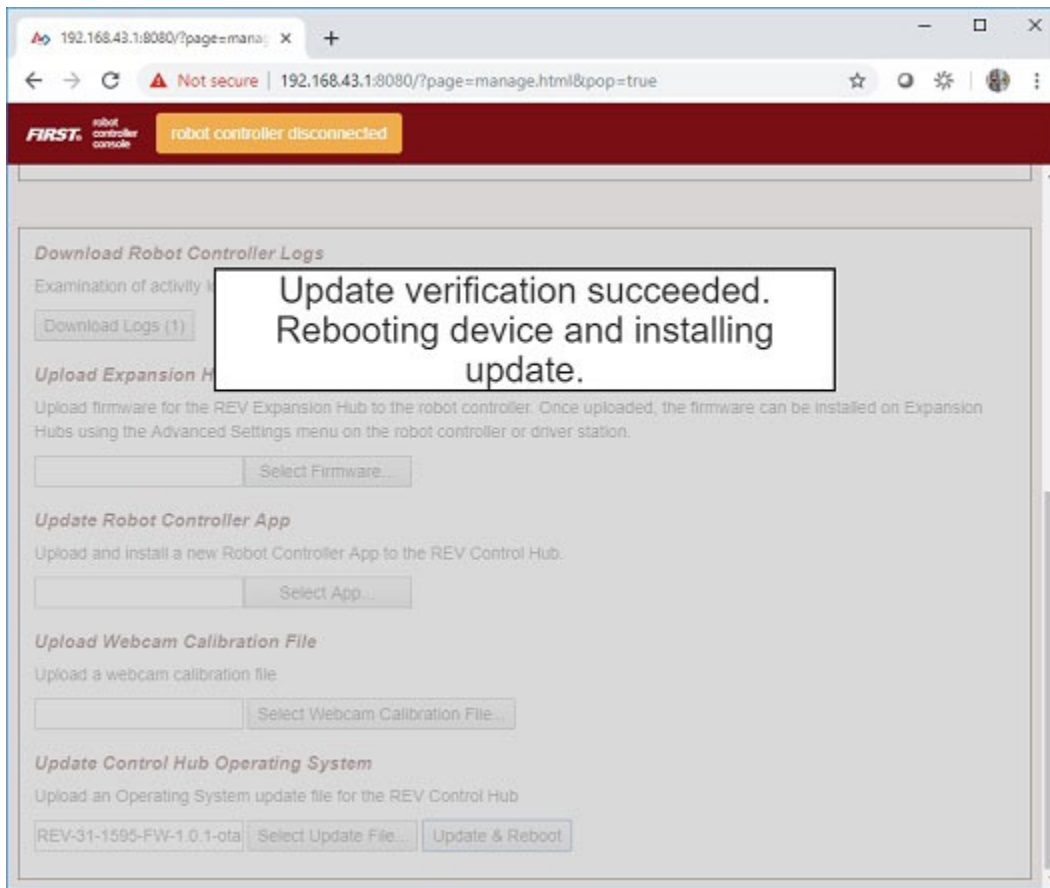 192.168.43.1:8080/?page=mana
Not secure | 192.168.43.1:8080/?page=manage.html&pop=true
FIRST® robot controller console
robot controller disconnected
Download Robot Controller Logs
Examination of activity
Download Logs (1)
Update verification succeeded.
Rebooting device and installing
update.
Upload Expansion H
Upload firmware for the REV Expansion Hub to the robot controller. Once uploaded, the firmware can be installed on Expansion
Hubs using the Advanced Settings menu on the robot controller or driver station.
Select Firmware...
Update Robot Controller App
Upload and install a new Robot Controller App to the REV Control Hub.
Select App...
Upload Webcam Calibration File
Upload a webcam calibration file
Select Webcam Calibration File...
Update Control Hub Operating System
Upload an Operating System update file for the REV Control Hub
REV-31-1595-FW-1.0.1-ota Select Update File... Update & Reboot